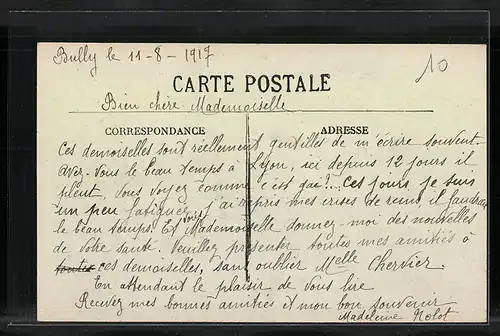 Bully le 11-8-1917
10
CARTE POSTALE
Bien chère Mademoiselle
CORRESPONDANCE ADRESSE
Ces demoiselles sont réellement gentilles de m'écrire souvent.
Avez-vous le beau temps à Lyon, ici depuis 12 jours il
pleut, vous voyez comme c'est gai?... Ces jours je suis
un peu fatiguée, j'ai repris mes crises de rein, il faudrait
voir
le beau temps. Et Mademoiselle donnez-moi des nouvelles
de votre santé. Veuillez présenter toutes mes amitiés à
toutes ces demoiselles, sans oublier Melle Chervier.
En attendant le plaisir de vous lire
Recevez mes bonnes amitiés et mon bon souvenir
Madeleine